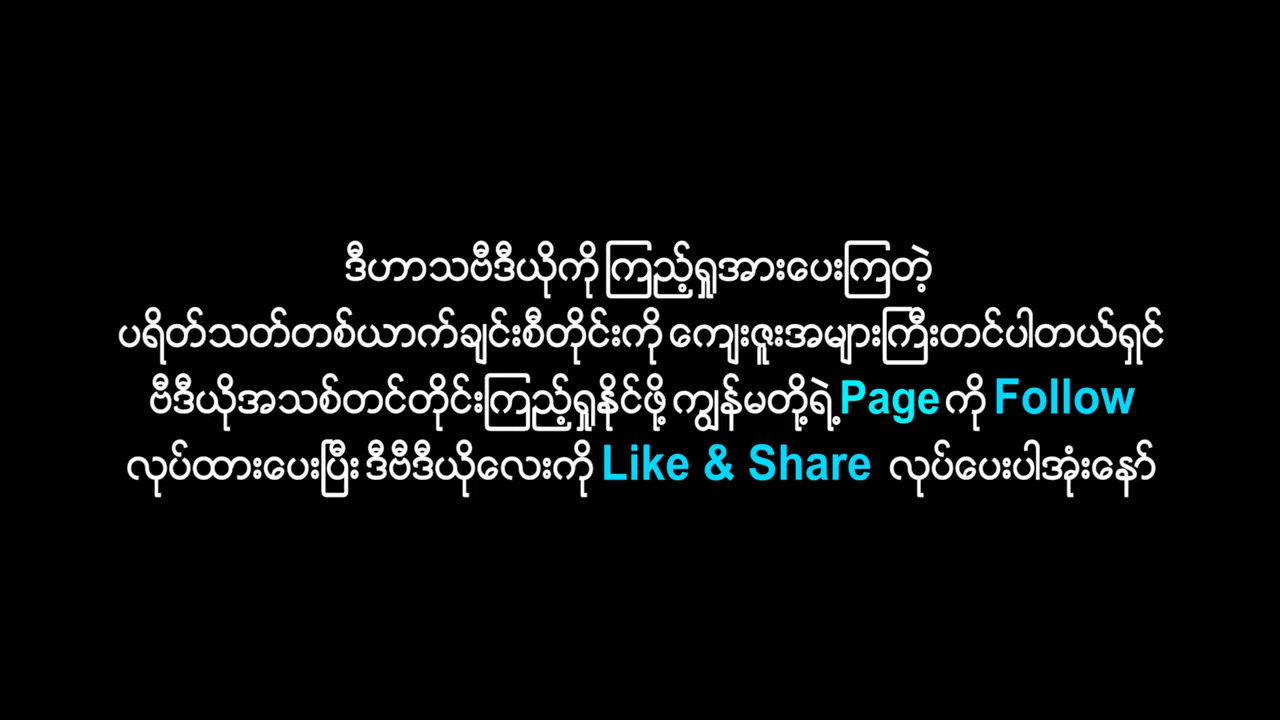 ဒီဟာသဗီဒီယိုကို ကြည့်ရှုအားပေးကြတဲ့
ပရိတ်သတ်တစ်ယာက်ချင်းစီတိုင်းကို ကျေးဇူးအများကြီးတင်ပါတယ်ရှင်
ဗီဒီယိုအသစ်တင်တိုင်းကြည့်ရှုနိုင်ဖို့ ကျွန်မတို့ရဲ့ Page ကို Follow
လုပ်ထားပေးပြီး ဒီဗီဒီယိုလေးကို Like & Share လုပ်ပေးပါအုံးနော်